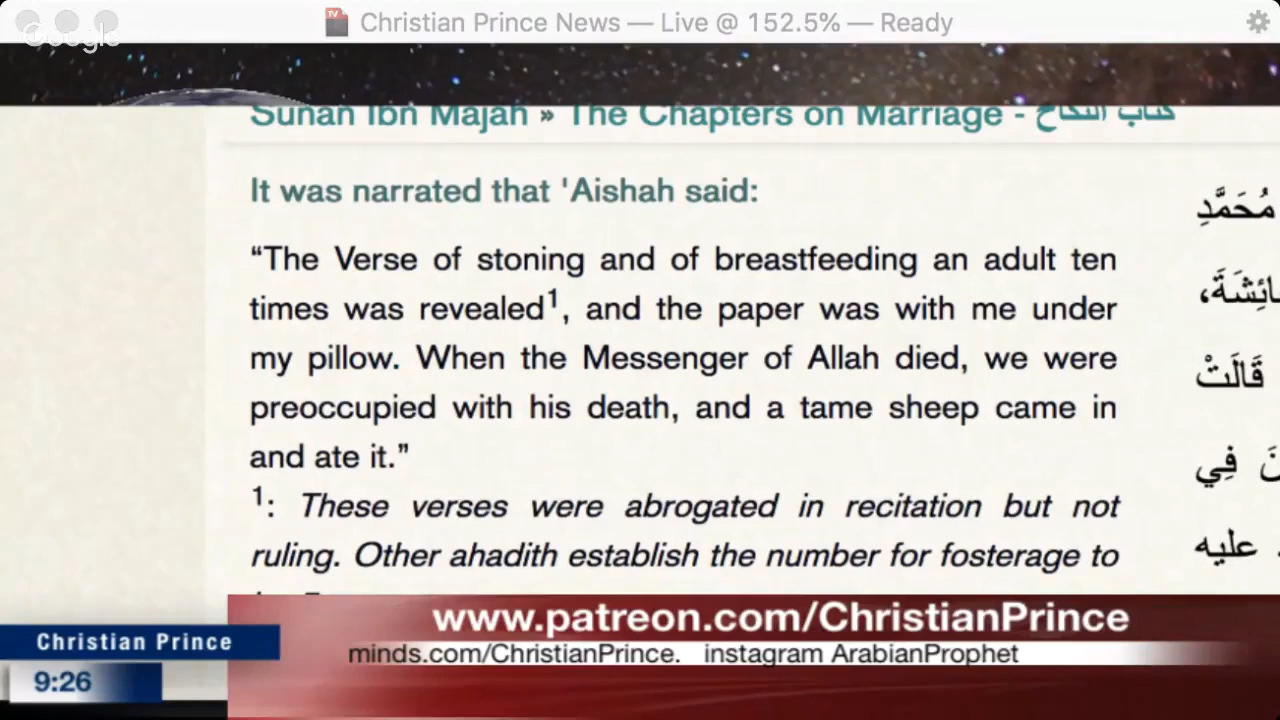 Christian Prince News — Live @ 152.5% — Ready
Google
Sunan Ibn Majah » The Chapters on Marriage - كتاب النكاح
It was narrated that 'Aishah said:
مُحَمَّدِ
“The Verse of stoning and of breastfeeding an adult ten
times was revealed1, and the paper was with me under
my pillow. When the Messenger of Allah died, we were
قَالَتْ
preoccupied with his death, and a tame sheep came in
and ate it.”
فِي
1: These verses were abrogated in recitation but not
ruling. Other ahadith establish the number for fosterage to
عليه
www.patreon.com/ChristianPrince
Christian Prince
minds.com/ChristianPrince. instagram ArabianProphet
9:26